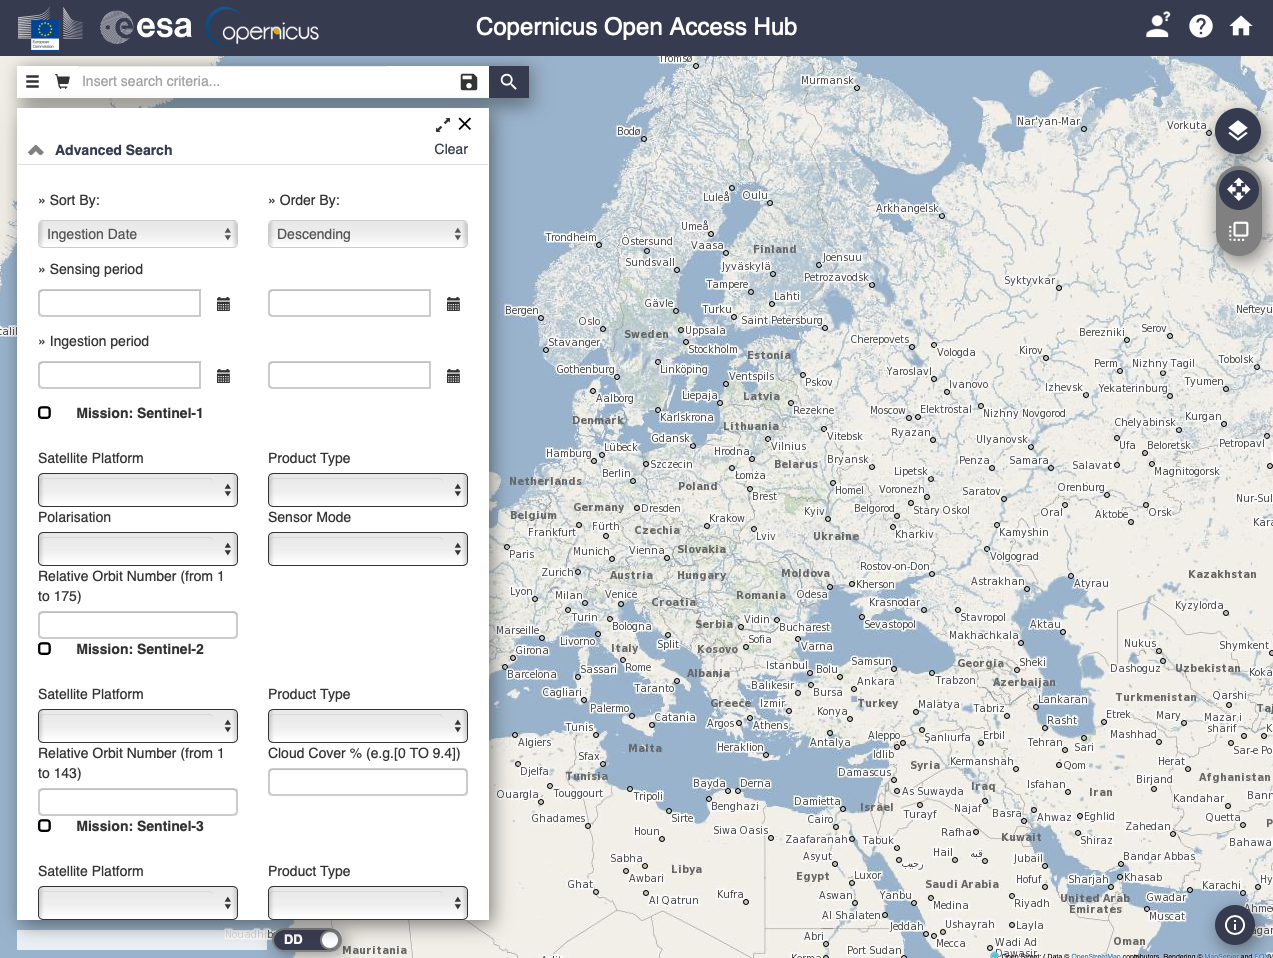 European
Commission
esa
opernicus
Copernicus Open Access Hub
Insert search criteria...
Advanced Search
Clear
» Sort By:
» Order By:
Ingestion Date
Descending
» Sensing period
» Ingestion period
Mission: Sentinel-1
Satellite Platform
Product Type
Polarisation
Sensor Mode
Relative Orbit Number (from 1
to 175)
Mission: Sentinel-2
Satellite Platform
Product Type
Relative Orbit Number (from 1
to 143)
Cloud Cover % (e.g.[0 TO 9.4])
Mission: Sentinel-3
Satellite Platform
Product Type
DD
Tromsø
Murmansk
Nar'yan-Mar
Vorkuta
Bodø
Luleå
Oulu
Arkhangelsk
Umeå
Trondheim
Östersund
Vaasa
Finland
Joensuu
Sundsvall
Jyväskylä
Petrozavodsk
Syktyvkar
Tampere
Gävle
Lahti
Bergen
Turku
Saint Petersburg
Oslo
Sweden
Uppsala
Cherepovets
Berezniki
Serov
Stavanger
Stockholm
Estonia
Vologda
Kirov
Tobolsk
Gothenburg
Linköping
Ventspils
Pskov
Yaroslavl
Perm
Nizhny Tagil
Ivanovo
Izhevsk
Yekaterinburg
Tyumen
Aalborg
Liepaja
Latvia
Rezekne
Moscow
Elektrostal
Nizhny Novgorod
Denmark
Karlskrona
Lithuania
Vitebsk
Ryazan
Ulyanovsk
Chelyabinsk
Kurgan
Gdansk
Vilnius
Ufa
Beloretsk
Petropavl
Lübeck
Hamburg
Hrodna
Bryansk
Penza
Samara
Berlin
Szczecin
Łomża
Belarus
Lipetsk
Salavat
Magnitogorsk
Netherlands
Poland
Brest
Homel
Voronezh
Saratov
Orenburg
Nur-Sul
Belgium
Germany
Dresden
Kyiv
Belgorod
Stary Oskol
Oral
Aktobe
Orsk
Frankfurt
Fürth
Czechia
Krakow
Lviv
Ukraine
Kharkiv
Kamyshin
Paris
Munich
Vienna
Slovakia
Volgograd
Zurich
Austria
Hungary
Moldova
Rostov-on-Don
Astrakhan
Atyrau
Kazakhstan
Lyon
Milan
Venice
Croatia
Romania
Odesa
Kherson
Krasnodar
Kyzylorda
Turin
Bologna
Serbia
Vidin
Bucharest
Sevastopol
Stavropol
Aktau
Marseille
Livorno
Split
Sofia
Varna
Makhachkala
Nukus
Shymkent
Girona
Italy
Kosovo
Istanbul
Bolu
Samsun
Georgia
Sheki
Dashoguz
Uzbekistan
Barcelona
Sassari
Rome
Albania
Trabzon
Azerbaijan
Cagliari
Taranto
Balıkesir
Bursa
Ankara
Malatya
Lankaran
Turkmenistan
Qarshi
Palermo
Greece
Izmir
Turkey
Tabriz
Rasht
Etrek
Mary
Mazar i
sharif
Catania
Argos
Athens
Konya
Tunis
Algiers
Malta
Heraklion
Antalya
Aleppo
Şanlıurfa
Erbil
Tehran
Sari
Mashhad
Sar-e Po
Sfax
Syria
Kermanshah
Qom
Herat
Djelfa
Tunisia
Damascus
Isfahan
Birjand
Afghanistan
Ouargla
Touggourt
Tripoli
Bayda
Derna
As Suwayda
Iraq
Iran
Kandahar
Ghadames
Sirte
Benghazi
Damietta
Israel
Najaf
Basra
Ahwaz
Eghlid
Quetta
Houn
Siwa Oasis
Cairo
Zaafaranah
Tabuk
Rafha
Kuwait
Shiraz
Zahedan
Sabha
Asyut
Hail
Jubail
Bandar Abbas
Awbari
Libya
Egypt
Luxor
Saudi Arabia
Hofuf
Sharjah
Khasab
Karachi
Ghat
Al Qatrun
Kufra
Aswan
Yanbu
Medina
Riyadh
United Arab
Emirates
Gwadar
Al Shalaten
Jeddah
Ushayrah
Layla
Muscat
Abri
Port Sudan
Mecca
Wadi Ad
Dawasir
Oman
Mauritania